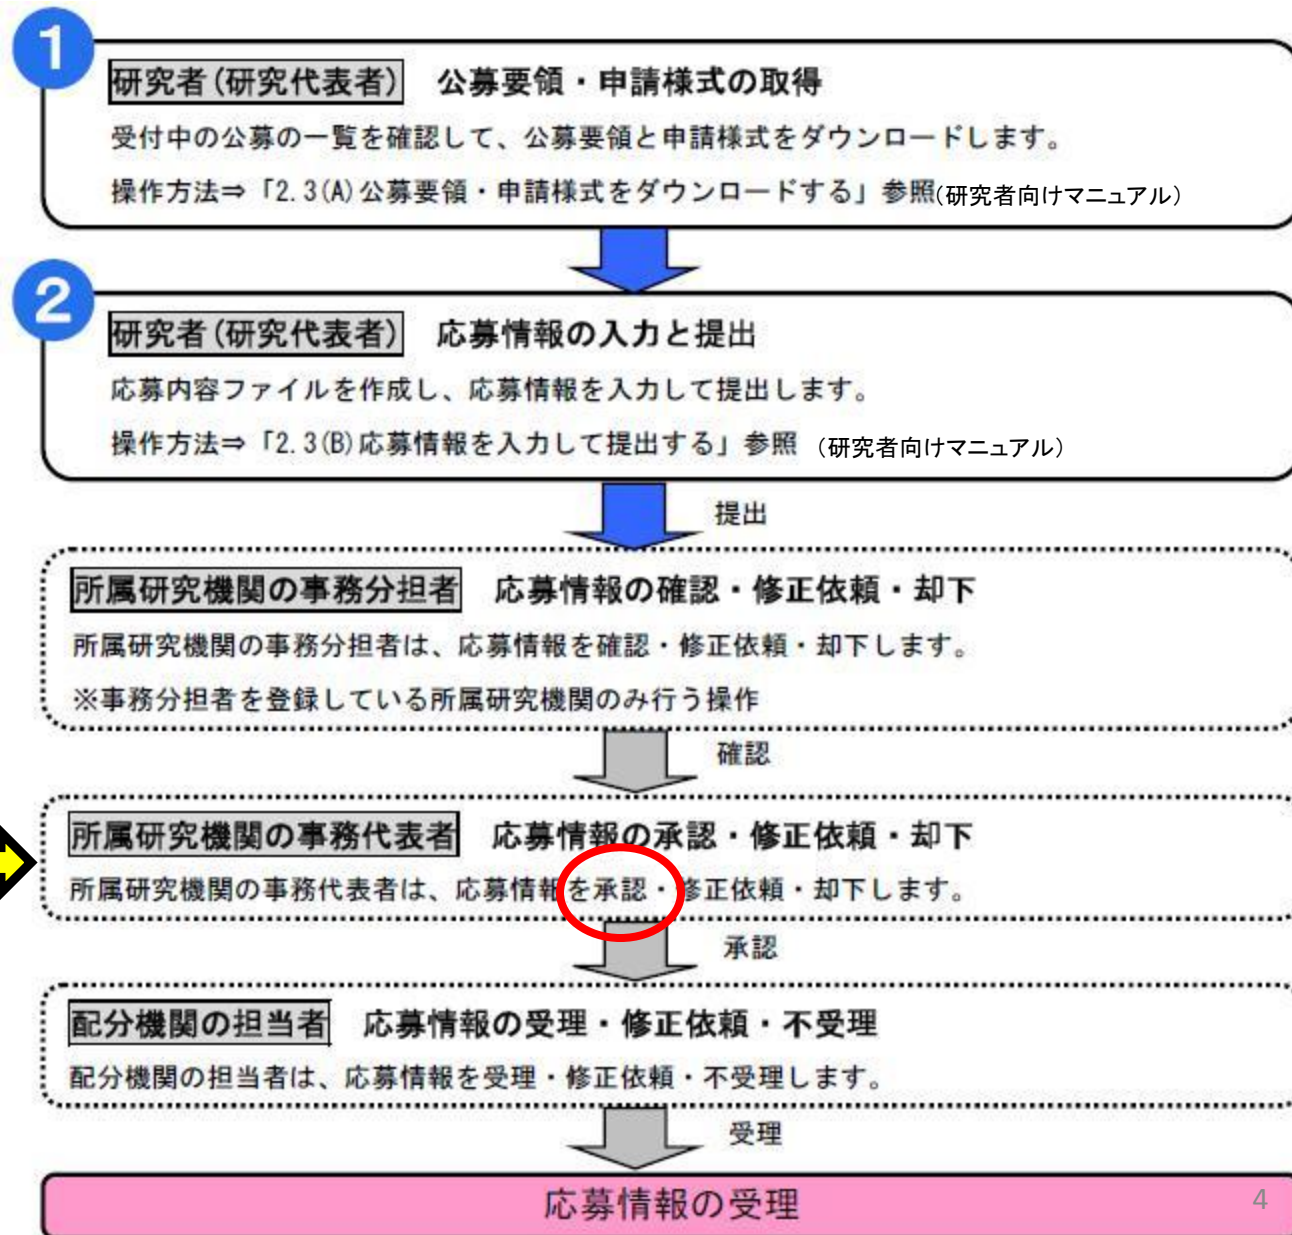 1
研究者(研究代表者) 公募要領・申請様式の取得
受付中の公募の一覧を確認して、公募要領と申請様式をダウンロードします。
操作方法⇒「2.3(A)公募要領・申請様式をダウンロードする」参照(研究者向けマニュアル)
2
研究者(研究代表者) 応募情報の入力と提出
応募内容ファイルを作成し、応募情報を入力して提出します。
操作方法⇒「2.3(B)応募情報を入力して提出する」参照 (研究者向けマニュアル)
提出
所属研究機関の事務分担者 応募情報の確認・修正依頼・却下
所属研究機関の事務分担者は、応募情報を確認・修正依頼・却下します。
※事務分担者を登録している所属研究機関のみ行う操作
確認
所属研究機関の事務代表者 応募情報の承認・修正依頼・却下
所属研究機関の事務代表者は、応募情報を承認・修正依頼・却下します。
承認
配分機関の担当者 応募情報の受理・修正依頼・不受理
配分機関の担当者は、応募情報を受理・修正依頼・不受理します。
受理
応募情報の受理
4